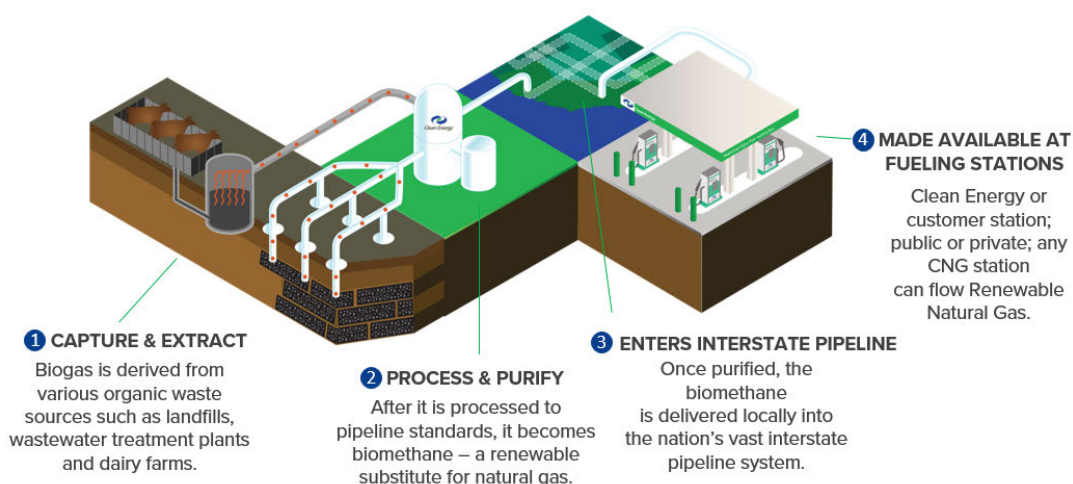 Clean Energy
1 CAPTURE & EXTRACT
Biogas is derived from
various organic waste
sources such as landfills,
wastewater treatment plants
and dairy farms.
2 PROCESS & PURIFY
After it is processed to
pipeline standards, it becomes
biomethane – a renewable
substitute for natural gas.
3 ENTERS INTERSTATE PIPELINE
Once purified, the
biomethane
is delivered locally into
the nation’s vast interstate
pipeline system.
4 MADE AVAILABLE AT
FUELING STATIONS
Clean Energy or
customer station;
public or private; any
CNG station
can flow Renewable
Natural Gas.